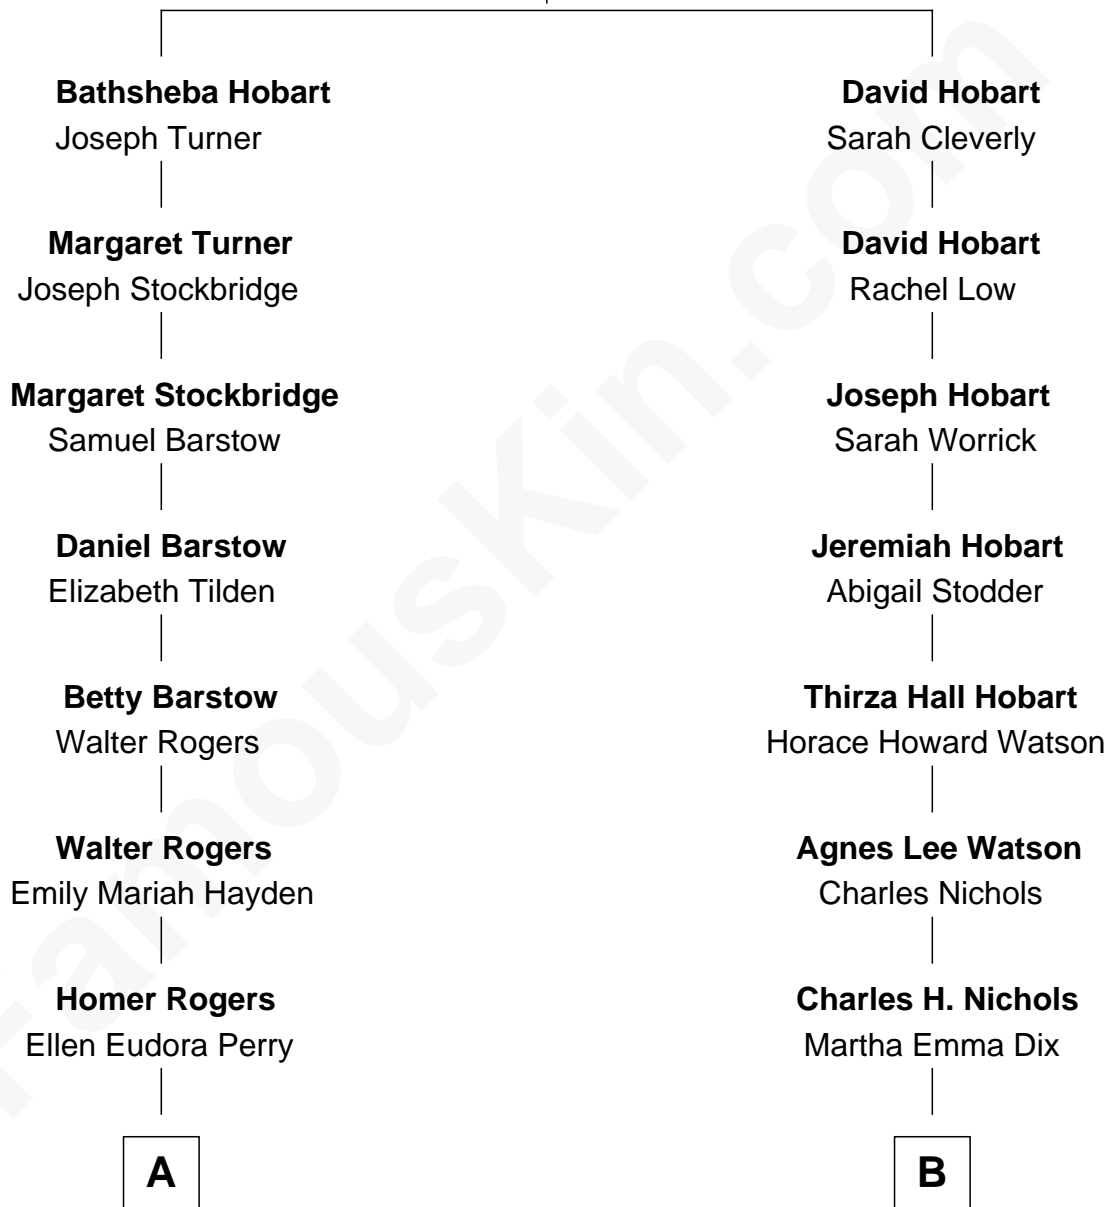 Bathsheba Hobart
Joseph Turner
David Hobart
Sarah Cleverly
Margaret Turner
Joseph Stockbridge
David Hobart
Rachel Low
Margaret Stockbridge
Samuel Barstow
Joseph Hobart
Sarah Worrick
Daniel Barstow
Elizabeth Tilden
Jeremiah Hobart
Abigail Stodder
Betty Barstow
Walter Rogers
Thirza Hall Hobart
Horace Howard Watson
Walter Rogers
Emily Mariah Hayden
Agnes Lee Watson
Charles Nichols
Homer Rogers
Ellen Eudora Perry
Charles H. Nichols
Martha Emma Dix
A
B
FamousKin.com